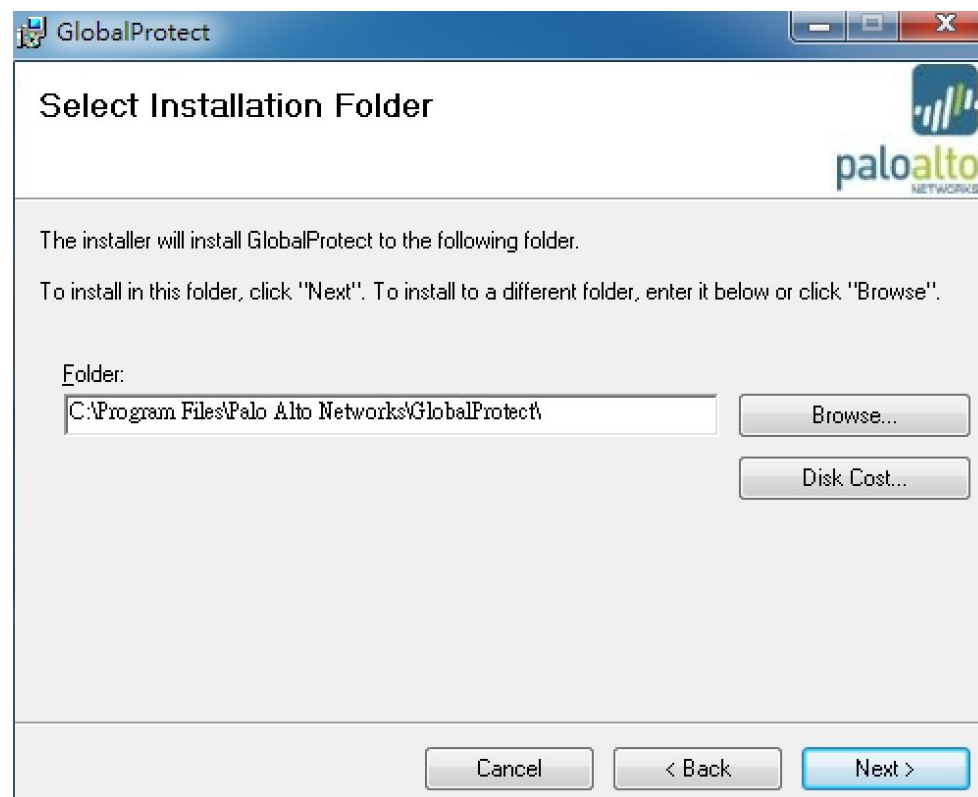 GlobalProtect
Select Installation Folder
paloalto
NETWORKS
The installer will install GlobalProtect to the following folder.
To install in this folder, click "Next". To install to a different folder, enter it below or click "Browse".
Folder:
C:\Program Files\Palo Alto Networks\GlobalProtect\
Browse...
Disk Cost...
Cancel
< Back
Next >